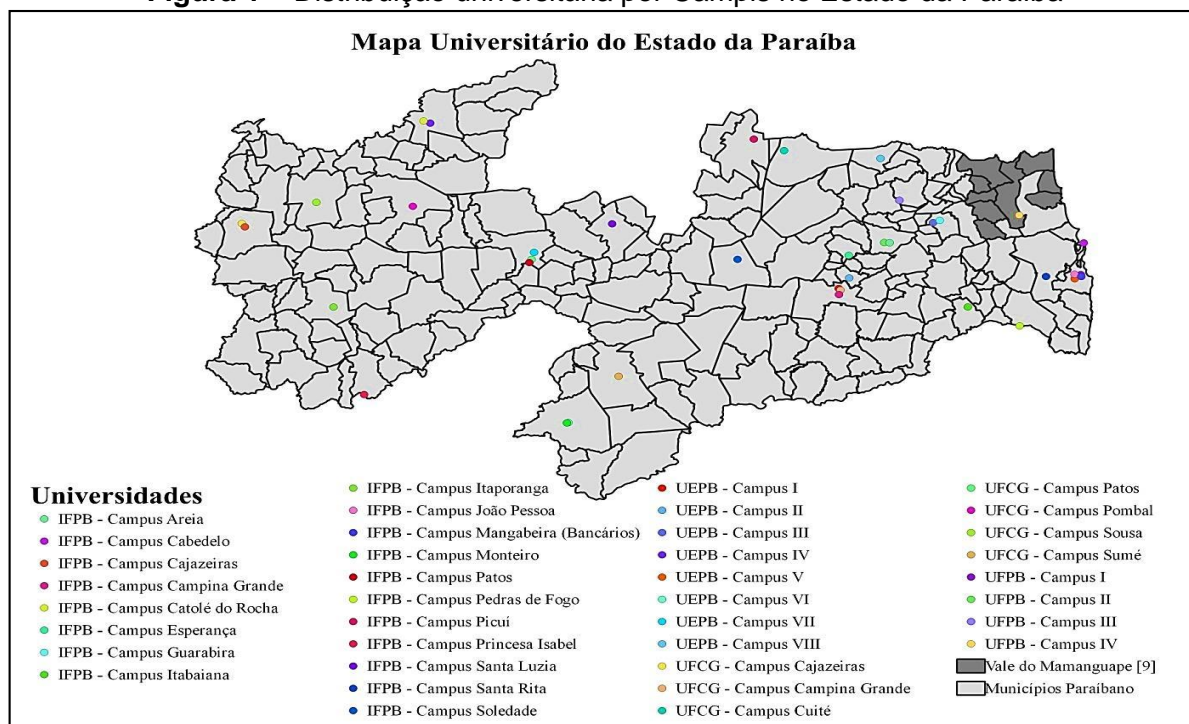 Figura 1 – Distribuição universitária por Campis no Estado da Paraíba
Mapa Universitário do Estado da Paraíba
Universidades
IFPB - Campus Areia
IFPB - Campus Cabedelo
IFPB - Campus Cajazeiras
IFPB - Campus Campina Grande
IFPB - Campus Catolé do Rocha
IFPB - Campus Esperança
IFPB - Campus Guarabira
IFPB - Campus Itabaiana
IFPB - Campus Itaporanga
IFPB - Campus João Pessoa
IFPB - Campus Mangabeira (Bancários)
IFPB - Campus Monteiro
IFPB - Campus Patos
IFPB - Campus Pedras de Fogo
IFPB - Campus Picuí
IFPB - Campus Princesa Isabel
IFPB - Campus Santa Luzia
IFPB - Campus Santa Rita
IFPB - Campus Soledade
UEPB - Campus I
UEPB - Campus II
UEPB - Campus III
UEPB - Campus IV
UEPB - Campus V
UEPB - Campus VI
UEPB - Campus VII
UEPB - Campus VIII
UFCG - Campus Cajazeiras
UFCG - Campus Campina Grande
UFCG - Campus Cuité
UFCG - Campus Patos
UFCG - Campus Pombal
UFCG - Campus Sousa
UFCG - Campus Sumé
UFPB - Campus I
UFPB - Campus II
UFPB - Campus III
UFPB - Campus IV
Vale do Mamanguape [9]
Municípios Paraíbano